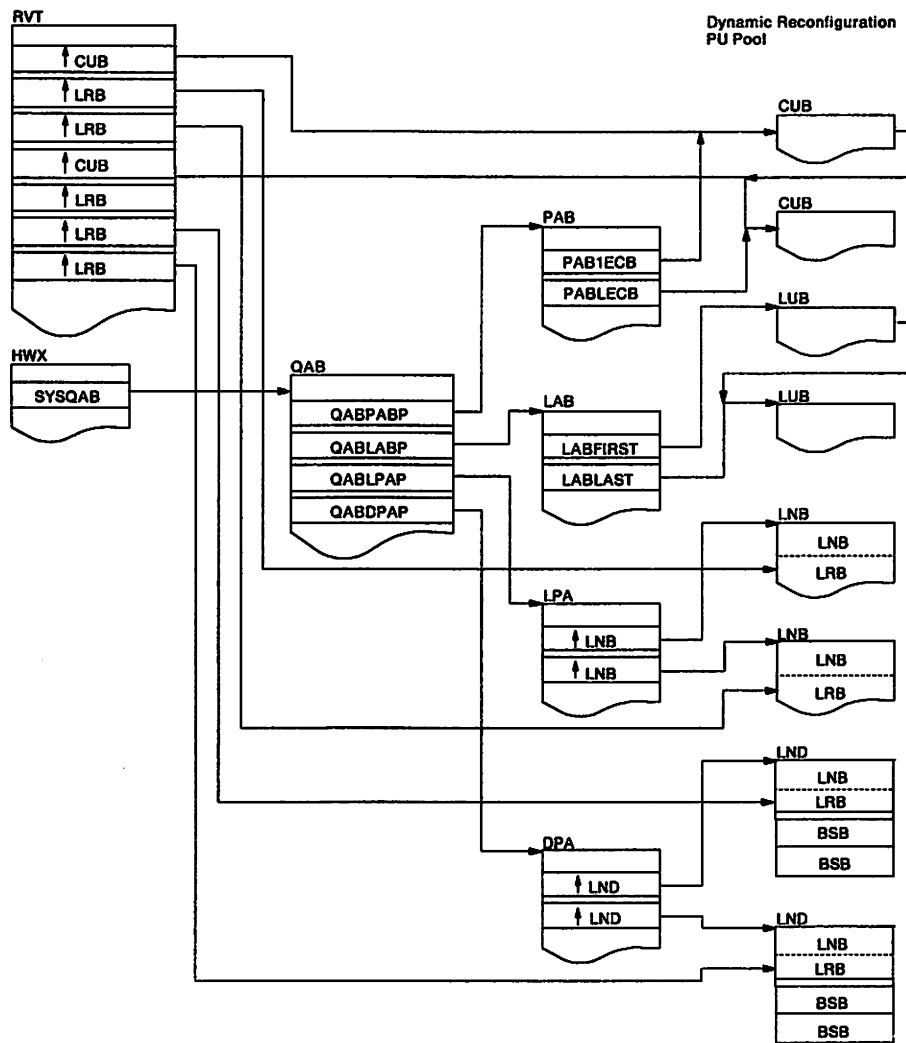 RVT
Dynamic Reconfiguration
PU Pool
↑ CUB
↑ LRB
↑ LRB
↑ CUB
↑ LRB
↑ LRB
↑ LRB
CUB
CUB
PAB
PAB1ECB
PABLECB
LUB
LUB
HWX
SYSQAB
QAB
QABPABP
QABLABP
QABLPAP
QABDPAP
LAB
LABFIRST
LABLAST
LNB
LNB
LRB
LPA
↑ LNB
↑ LNB
LNB
LNB
LRB
LND
LNB
LRB
BSB
BSB
DPA
↑ LND
↑ LND
LND
LNB
LRB
BSB
BSB